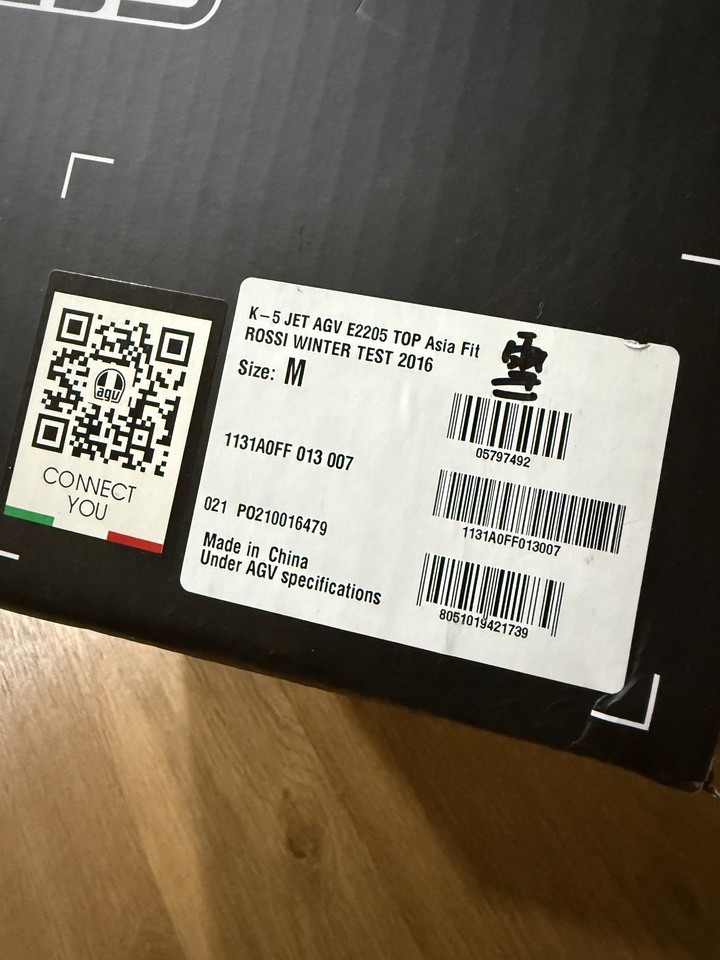 K-5 JET AGV E2205 TOP Asia Fit
ROSSI WINTER TEST 2016
Size: M
雪
05797492
1131A0FF 013 007
1131A0FF013007
021 PO210016479
Made in China
Under AGV specifications
8051019421739
agv
CONNECT
YOU